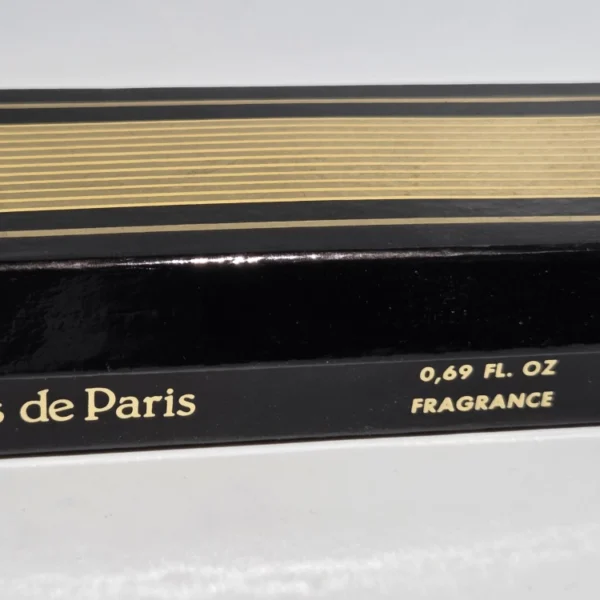 s de Paris
0,69 FL. OZ
FRAGRANCE